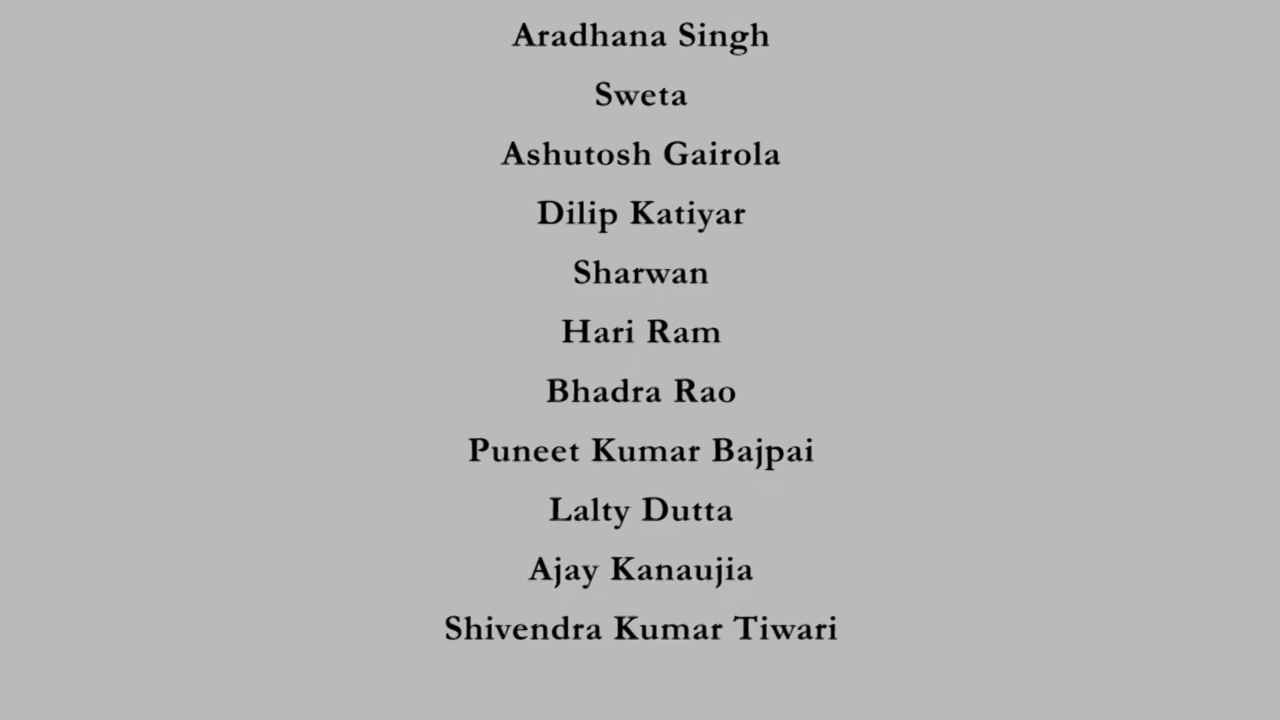 Aradhana Singh
Sweta
Ashutosh Gairola
Dilip Katiyar
Sharwan
Hari Ram
Bhadra Rao
Puneet Kumar Bajpai
Lalty Dutta
Ajay Kanaujia
Shivendra Kumar Tiwari